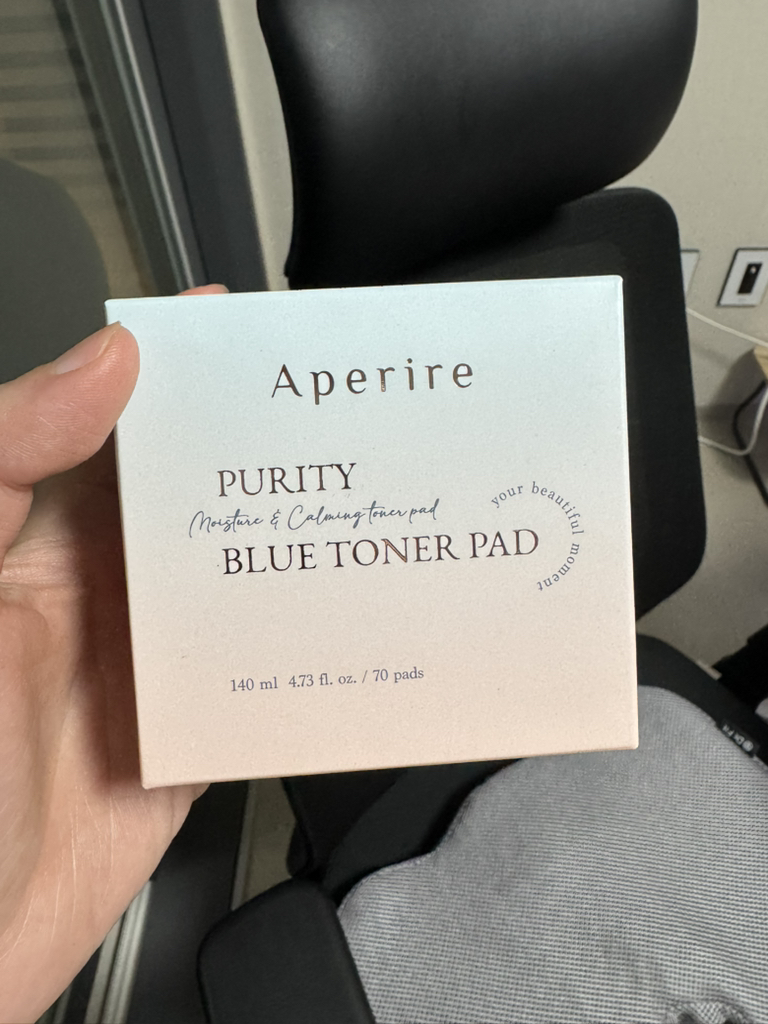 Aperire
PURITY
Moisture & Calming toner pad
BLUE TONER PAD
your beautiful moment
140 ml 4.73 fl. oz. / 70 pads